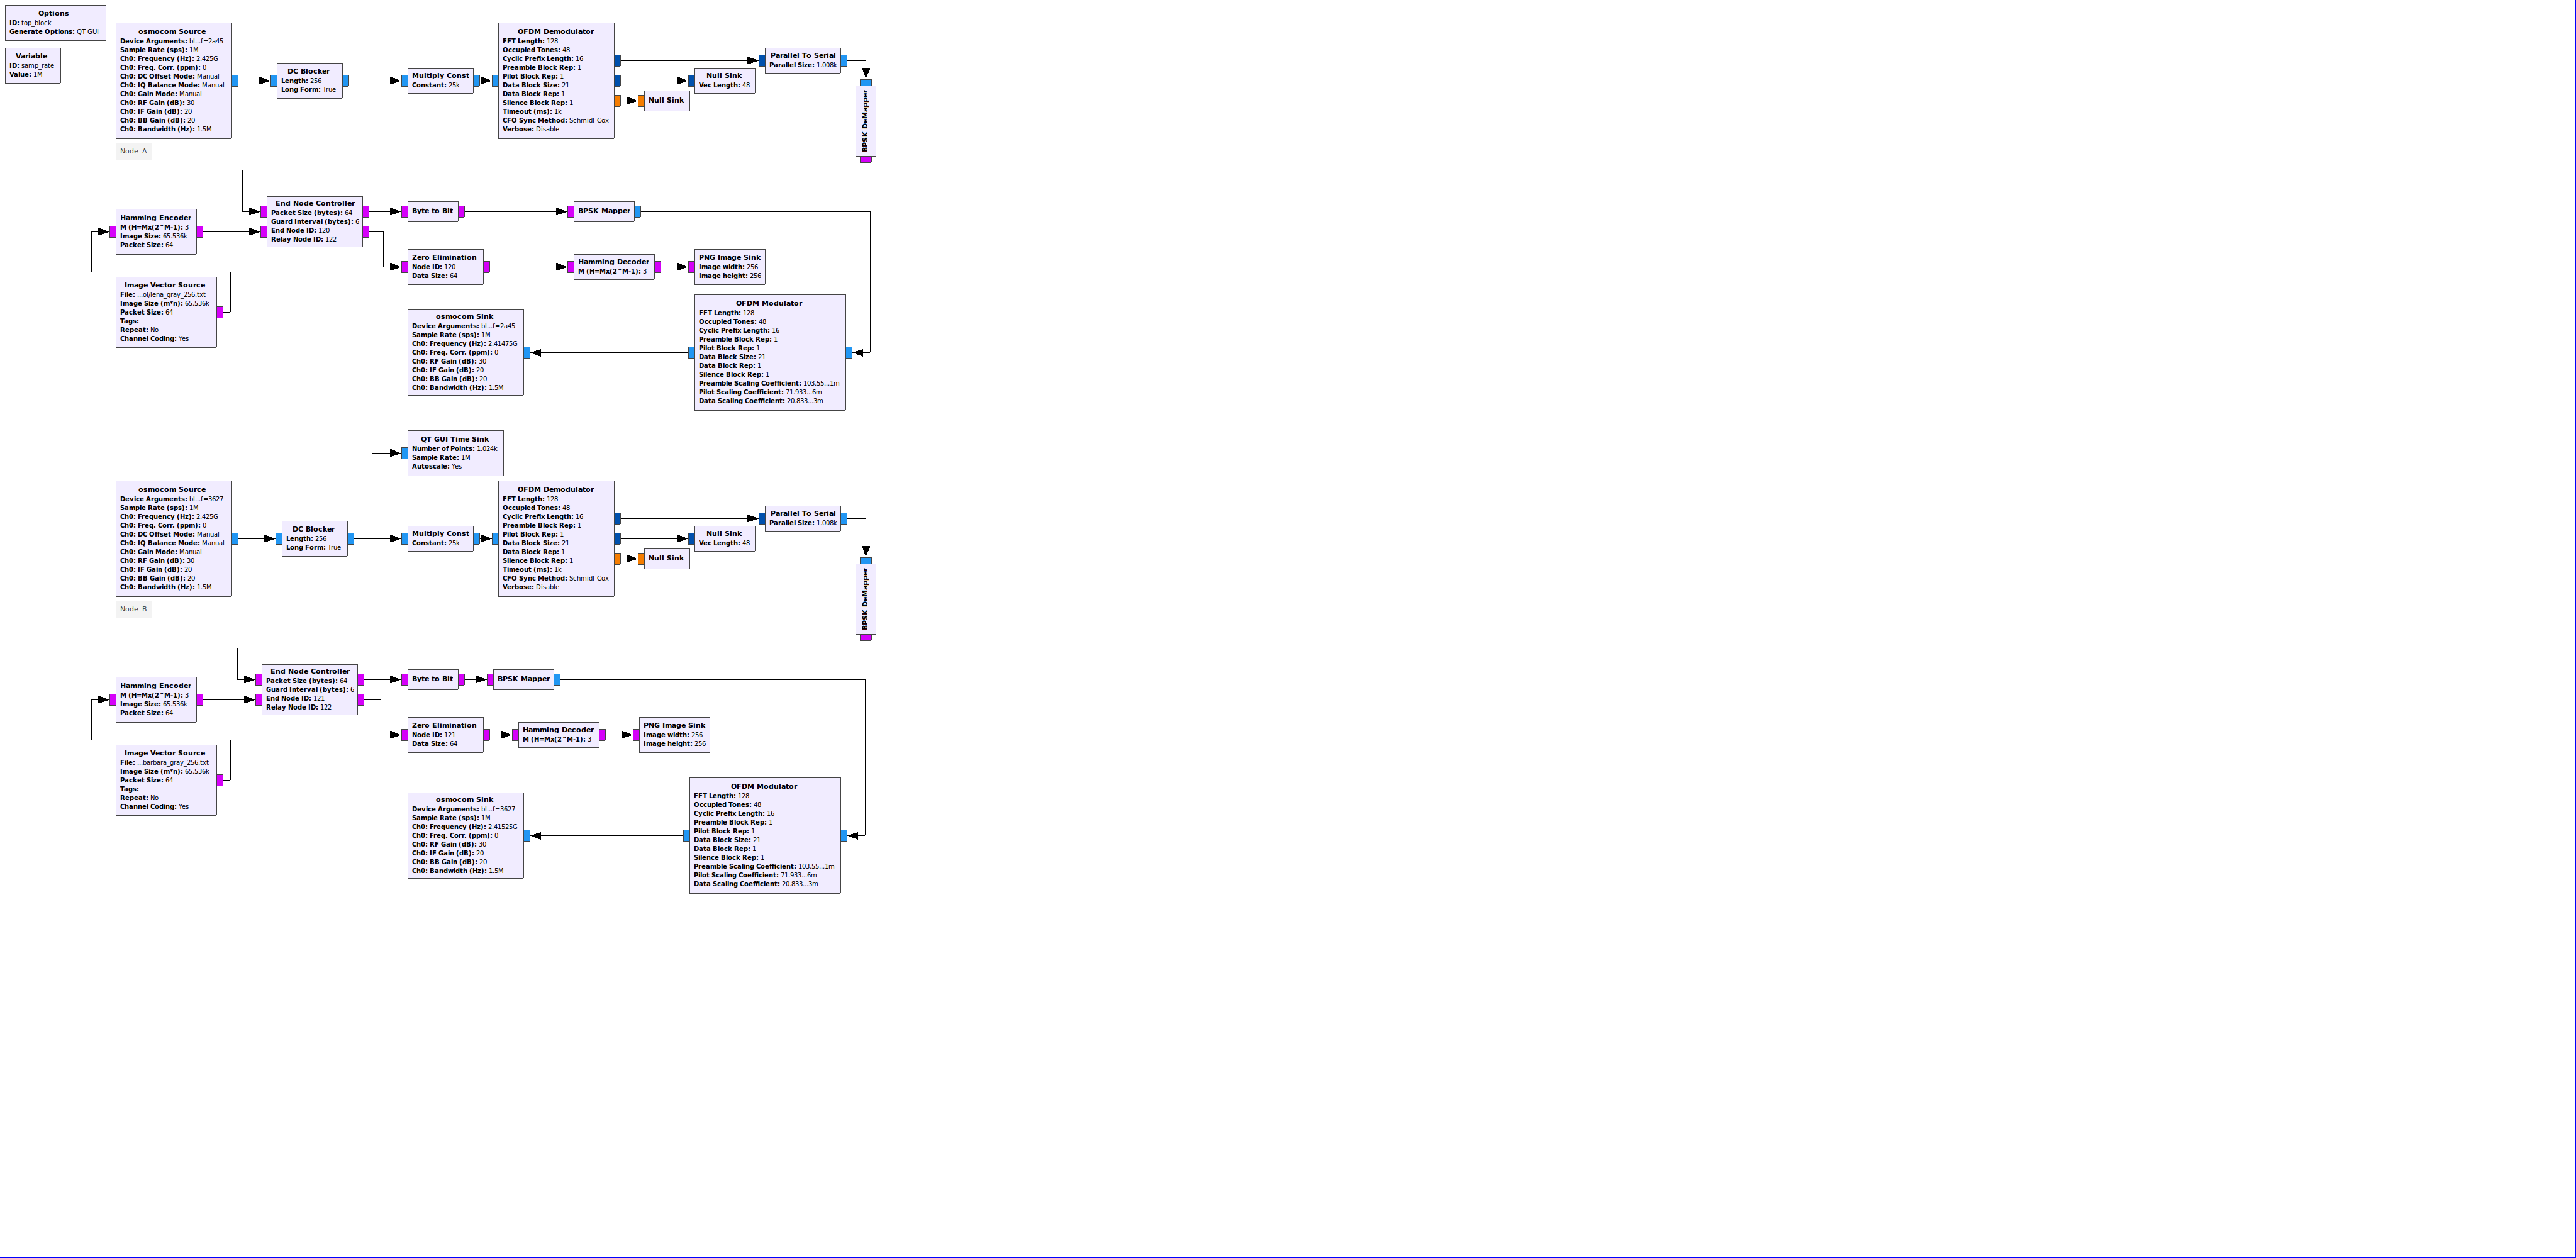 Options
ID: top_block
Generate Options: QT GUI
Variable
ID: samp_rate
Value: 1M
osmocom Source
Device Arguments: bl...f=2a45
Sample Rate (sps): 1M
Ch0: Frequency (Hz): 2.425G
Ch0: Freq. Corr. (ppm): 0
Ch0: DC Offset Mode: Manual
Ch0: IQ Balance Mode: Manual
Ch0: Gain Mode: Manual
Ch0: RF Gain (dB): 30
Ch0: IF Gain (dB): 20
Ch0: BB Gain (dB): 20
Ch0: Bandwidth (Hz): 1.5M
Node_A
DC Blocker
Length: 256
Long Form: True
Multiply Const
Constant: 25k
OFDM Demodulator
FFT Length: 128
Occupied Tones: 48
Cyclic Prefix Length: 16
Preamble Block Rep: 1
Pilot Block Rep: 1
Data Block Size: 21
Data Block Rep: 1
Silence Block Rep: 1
Timeout (ms): 1k
CFO Sync Method: Schmidl-Cox
Verbose: Disable
Null Sink
Vec Length: 48
Null Sink
Parallel To Serial
Parallel Size: 1.008k
BPSK DeMapper
Hamming Encoder
M (H=Mx(2^M-1): 3
Image Size: 65.536k
Packet Size: 64
End Node Controller
Packet Size (bytes): 64
Guard Interval (bytes): 6
End Node ID: 120
Relay Node ID: 122
Byte to Bit
BPSK Mapper
Zero Elimination
Node ID: 120
Data Size: 64
Hamming Decoder
M (H=Mx(2^M-1): 3
PNG Image Sink
Image width: 256
Image height: 256
Image Vector Source
File: ...ol/lena_gray_256.txt
Image Size (m*n): 65.536k
Packet Size: 64
Tags:
Repeat: No
Channel Coding: Yes
osmocom Sink
Device Arguments: bl...f=2a45
Sample Rate (sps): 1M
Ch0: Frequency (Hz): 2.41475G
Ch0: Freq. Corr. (ppm): 0
Ch0: RF Gain (dB): 30
Ch0: IF Gain (dB): 20
Ch0: BB Gain (dB): 20
Ch0: Bandwidth (Hz): 1.5M
OFDM Modulator
FFT Length: 128
Occupied Tones: 48
Cyclic Prefix Length: 16
Preamble Block Rep: 1
Pilot Block Rep: 1
Data Block Size: 21
Data Block Rep: 1
Silence Block Rep: 1
Preamble Scaling Coefficient: 103.55...1m
Pilot Scaling Coefficient: 71.933...6m
Data Scaling Coefficient: 20.833...3m
QT GUI Time Sink
Number of Points: 1.024k
Sample Rate: 1M
Autoscale: Yes
osmocom Source
Device Arguments: bl...f=3627
Sample Rate (sps): 1M
Ch0: Frequency (Hz): 2.425G
Ch0: Freq. Corr. (ppm): 0
Ch0: DC Offset Mode: Manual
Ch0: IQ Balance Mode: Manual
Ch0: Gain Mode: Manual
Ch0: RF Gain (dB): 30
Ch0: IF Gain (dB): 20
Ch0: BB Gain (dB): 20
Ch0: Bandwidth (Hz): 1.5M
Node_B
DC Blocker
Length: 256
Long Form: True
Multiply Const
Constant: 25k
OFDM Demodulator
FFT Length: 128
Occupied Tones: 48
Cyclic Prefix Length: 16
Preamble Block Rep: 1
Pilot Block Rep: 1
Data Block Size: 21
Data Block Rep: 1
Silence Block Rep: 1
Timeout (ms): 1k
CFO Sync Method: Schmidl-Cox
Verbose: Disable
Null Sink
Vec Length: 48
Null Sink
Parallel To Serial
Parallel Size: 1.008k
BPSK DeMapper
Hamming Encoder
M (H=Mx(2^M-1): 3
Image Size: 65.536k
Packet Size: 64
End Node Controller
Packet Size (bytes): 64
Guard Interval (bytes): 6
End Node ID: 121
Relay Node ID: 122
Byte to Bit
BPSK Mapper
Zero Elimination
Node ID: 121
Data Size: 64
Hamming Decoder
M (H=Mx(2^M-1): 3
PNG Image Sink
Image width: 256
Image height: 256
Image Vector Source
File: ...barbara_gray_256.txt
Image Size (m*n): 65.536k
Packet Size: 64
Tags:
Repeat: No
Channel Coding: Yes
osmocom Sink
Device Arguments: bl...f=3627
Sample Rate (sps): 1M
Ch0: Frequency (Hz): 2.41525G
Ch0: Freq. Corr. (ppm): 0
Ch0: RF Gain (dB): 30
Ch0: IF Gain (dB): 20
Ch0: BB Gain (dB): 20
Ch0: Bandwidth (Hz): 1.5M
OFDM Modulator
FFT Length: 128
Occupied Tones: 48
Cyclic Prefix Length: 16
Preamble Block Rep: 1
Pilot Block Rep: 1
Data Block Size: 21
Data Block Rep: 1
Silence Block Rep: 1
Preamble Scaling Coefficient: 103.55...1m
Pilot Scaling Coefficient: 71.933...6m
Data Scaling Coefficient: 20.833...3m